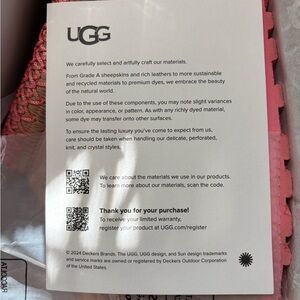 UGG
We carefully select and artfully craft our materials.
From Grade A sheepskins and rich leathers to more sustainable
and recycled materials to premium dyes, we embrace the beauty
of the natural world.
Due to the use of these components, you may note slight variances
in color, appearance, or pattern. As with any richly dyed material,
some dye may transfer onto other surfaces.
To ensure the lasting luxury you've come to expect from us,
care should be taken when handling our delicate, perforated,
knit, and crystal styles.
We care about the materials we use in our products.
To learn more about our materials, scan the code.
Thank you for your purchase!
To receive your limited warranty,
register your product at UGG.com/register
© 2024 Deckers Brands. The UGG, UGG design, and Sun design trademarks
and service marks are owned or registered by Deckers Outdoor Corporation
of the United States.